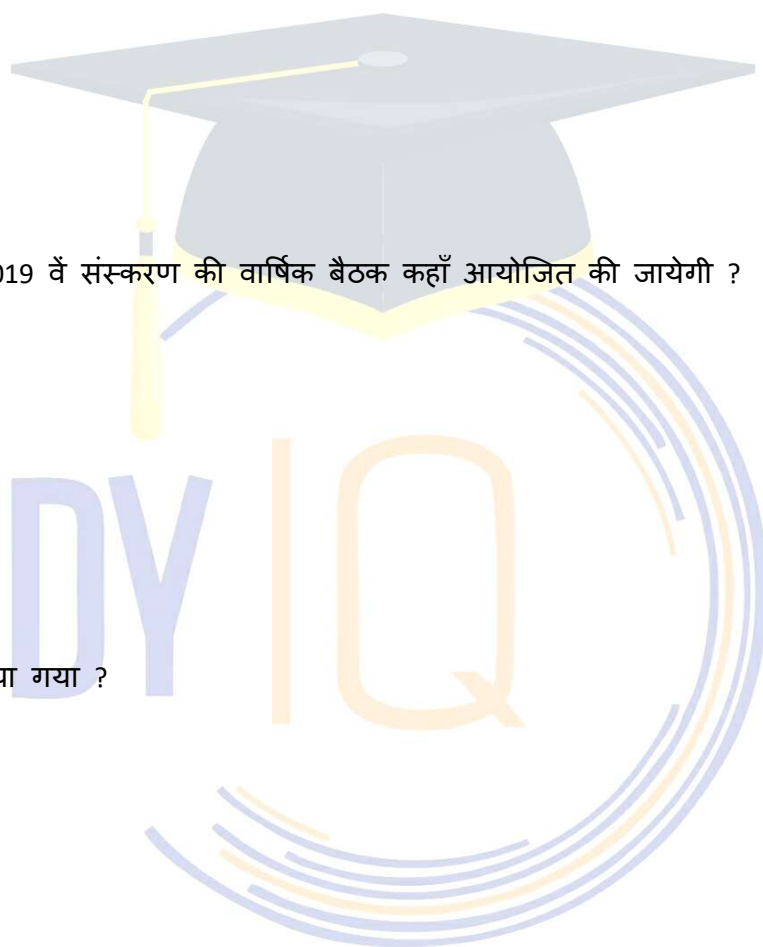 019 वें संस्करण की वार्षिक बैठक कहाँ आयोजित की जायेगी ?
DY IQ
या गया ?